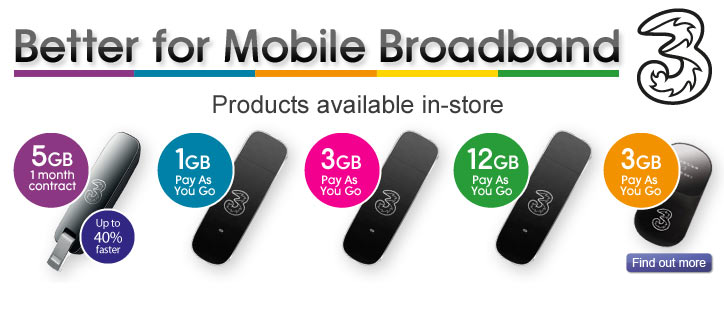 Better for Mobile Broadband
3
Products available in-store
5GB
1 month
contract
Up to
40%
faster
1GB
Pay As
You Go
3GB
Pay As
You Go
12GB
Pay As
You Go
3GB
Pay As
You Go
Find out more